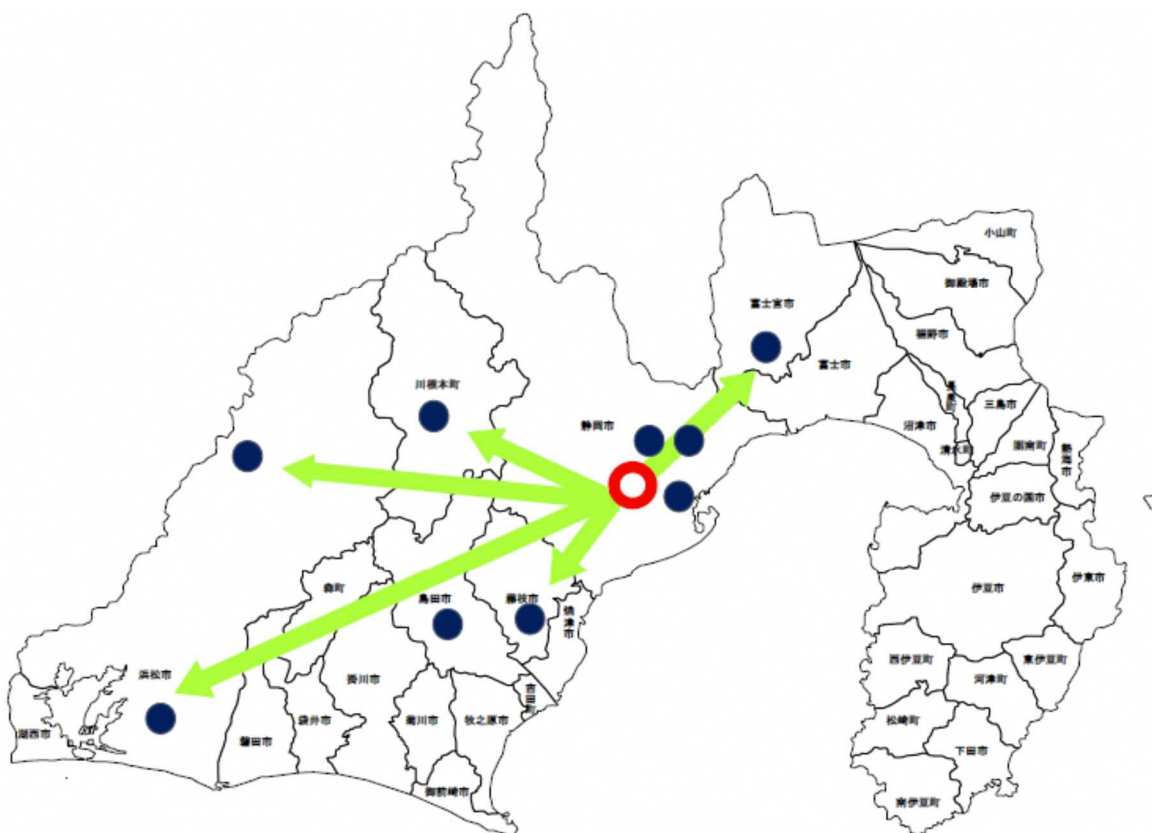 小山町
御殿場市
富士宮市
裾野市
富士市
川根本町
長泉町
三島市
静岡市
沼津市
清水町
函南町
熱海市
伊豆の国市
森町
島田市
藤枝市
焼津市
伊豆市
伊東市
浜松市
掛川市
吉田町
西伊豆町
東伊豆町
河津町
湖西市
磐田市
袋井市
菊川市
牧之原市
松崎町
下田市
御前崎市
南伊豆町